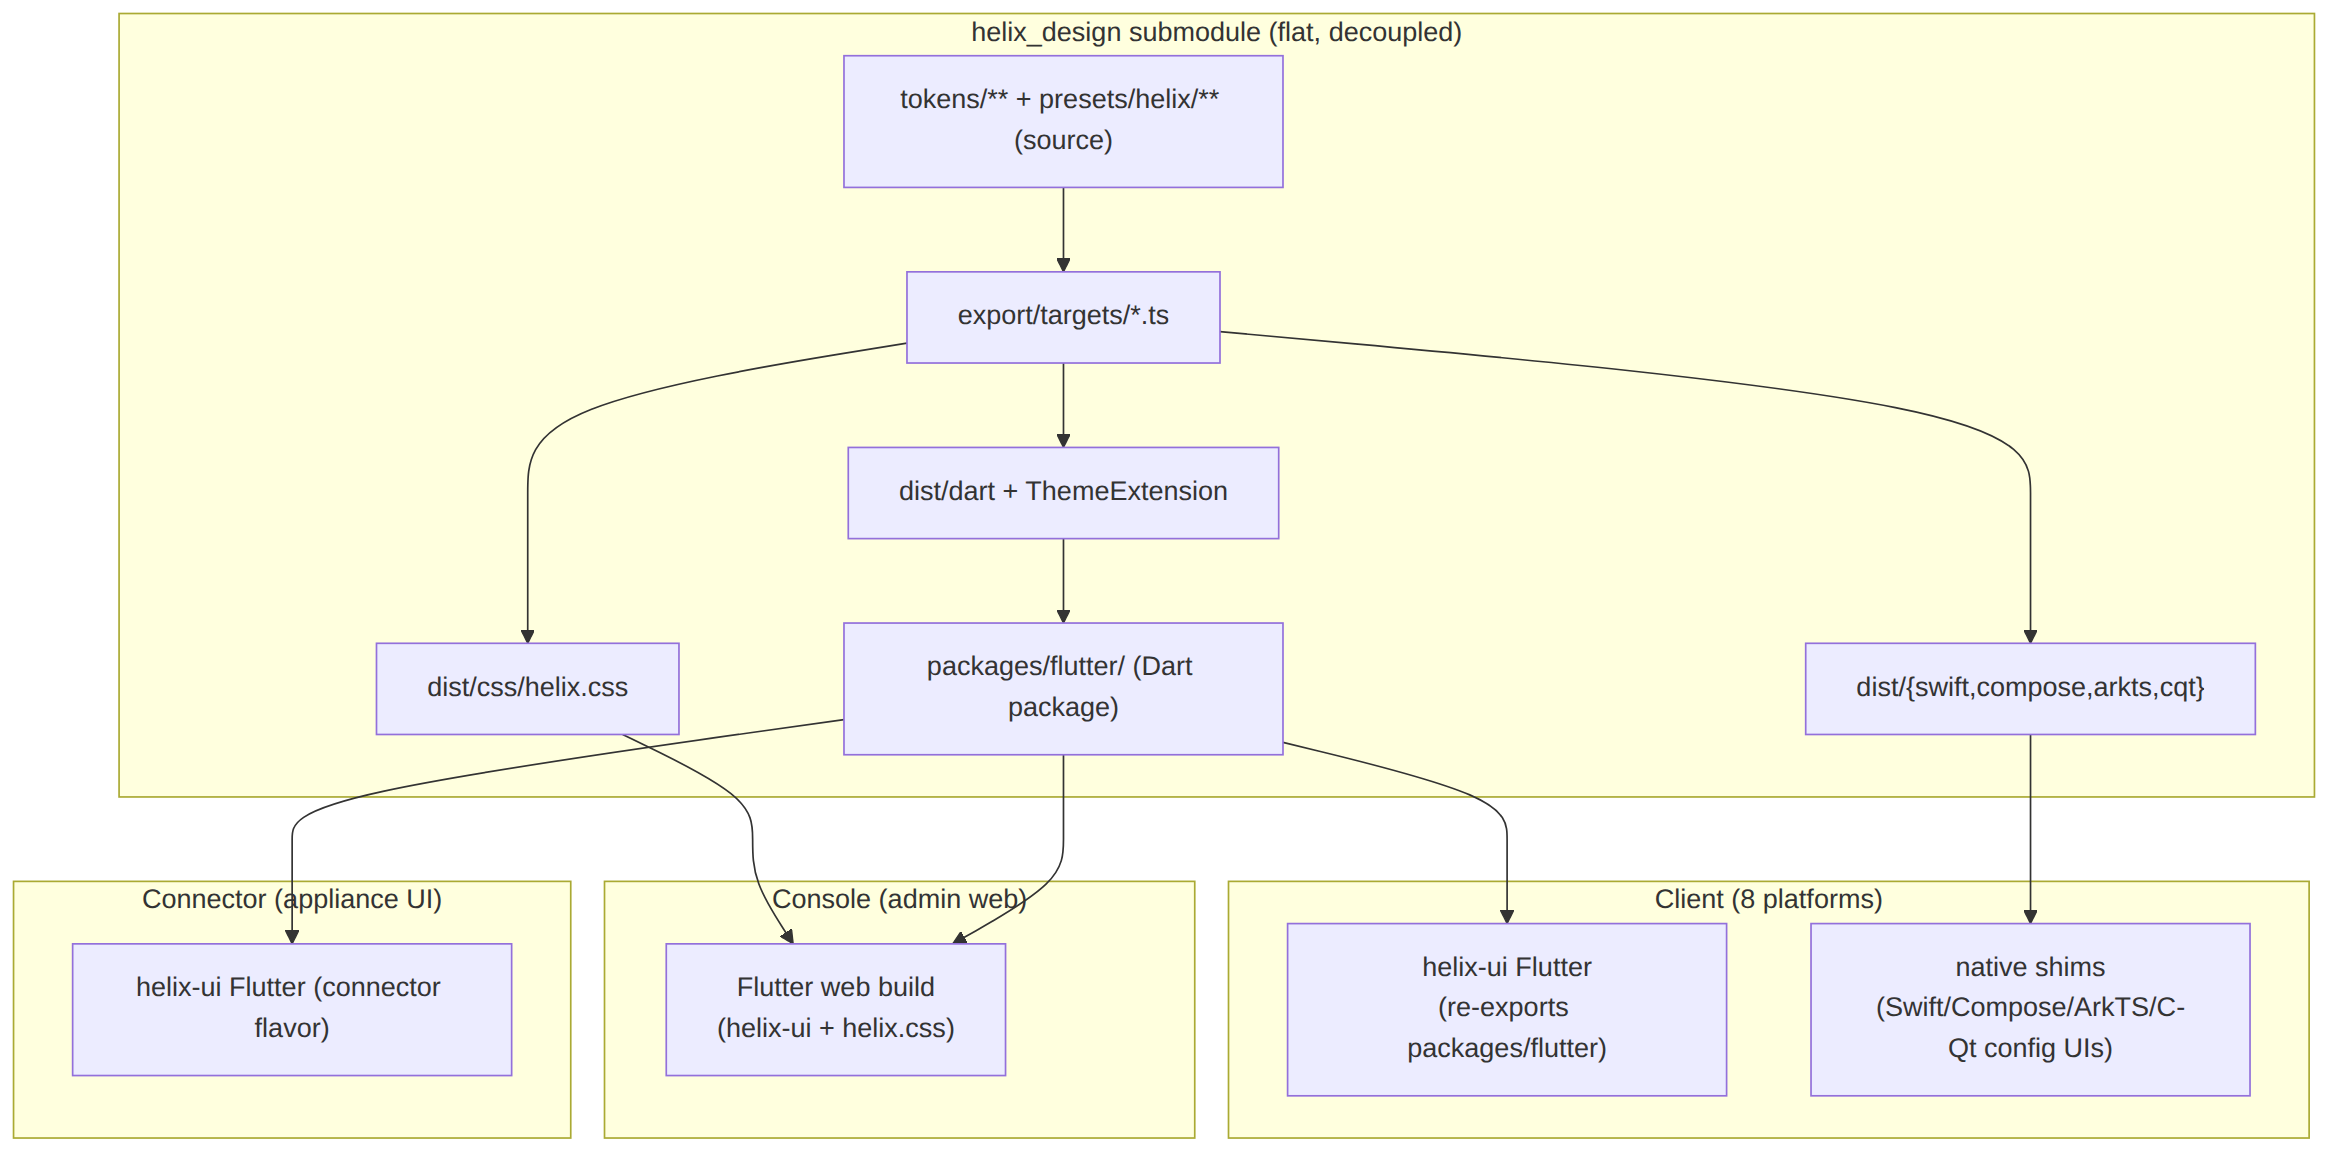 helix_design submodule (flat, decoupled)
tokens/** + presets/helix/**
(source)
export/targets/*.ts
dist/dart + ThemeExtension
dist/css/helix.css
packages/flutter/ (Dart
package)
dist/{swift,compose,arkts,cqt}
Connector (appliance UI)
helix-ui Flutter (connector
flavor)
Console (admin web)
Flutter web build
(helix-ui + helix.css)
Client (8 platforms)
helix-ui Flutter
(re-exports
packages/flutter)
native shims
(Swift/Compose/ArkTS/C-
Qt config UIs)